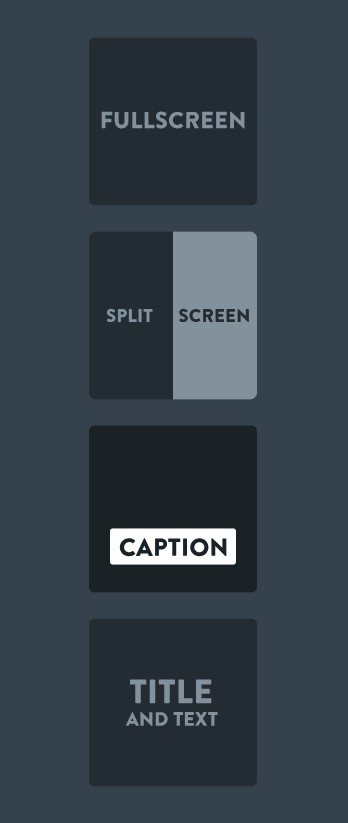 FULLSCREEN
SPLIT SCREEN
CAPTION
TITLE
AND TEXT